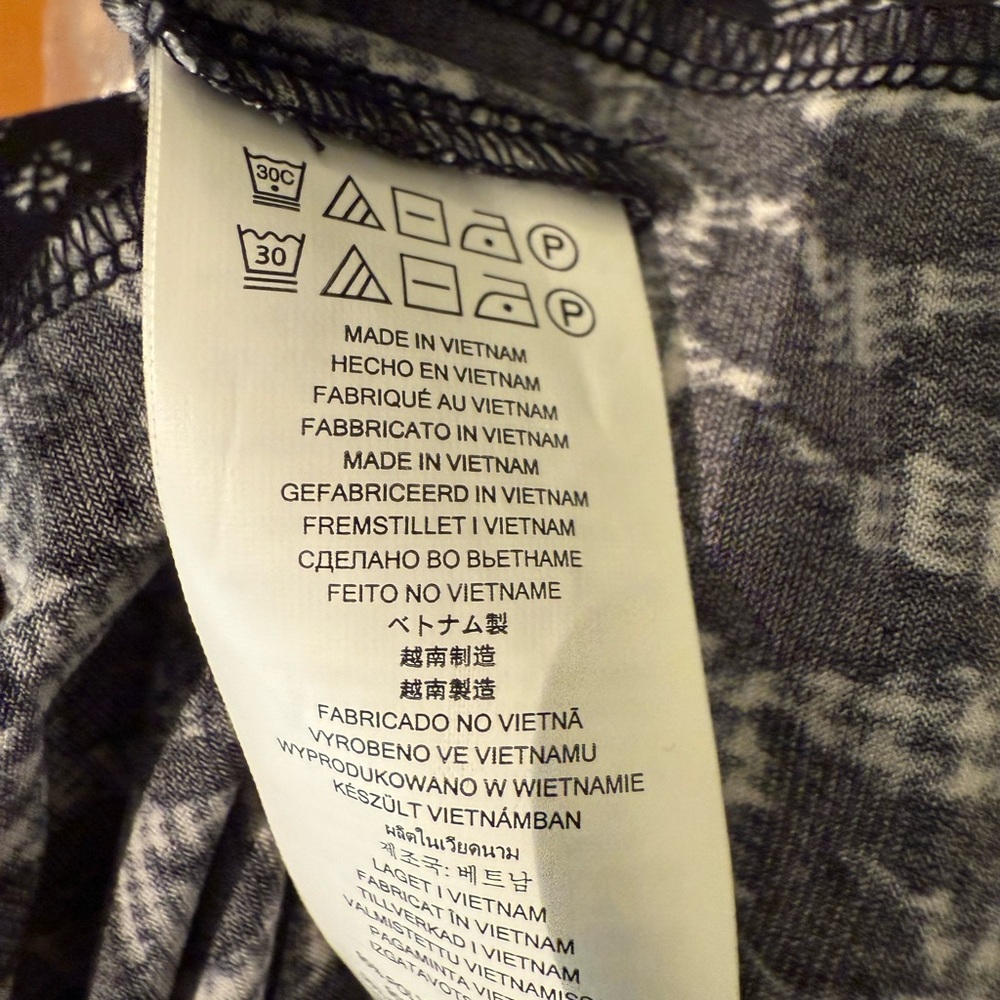 30C P
30 P
MADE IN VIETNAM
HECHO EN VIETNAM
FABRIQUÉ AU VIETNAM
FABBRICATO IN VIETNAM
MADE IN VIETNAM
GEFABRICEERD IN VIETNAM
FREMSTILLET I VIETNAM
СДЕЛАНО ВО ВЬЕТНАМЕ
FEITO NO VIETNAME
ベトナム製
越南制造
越南製造
FABRICADO NO VIETNÃ
VYROBENO VE VIETNAMU
WYPRODUKOWANO W WIETNAMIE
KÉSZÜLT VIETNÁMBAN
ผลิตในเวียดนาม
제조국: 베트남
LAGET I VIETNAM
FABRICAT ÎN VIETNAM
TILLVERKAD I VIETNAM
VALMISTETTU
PAGAMINTA